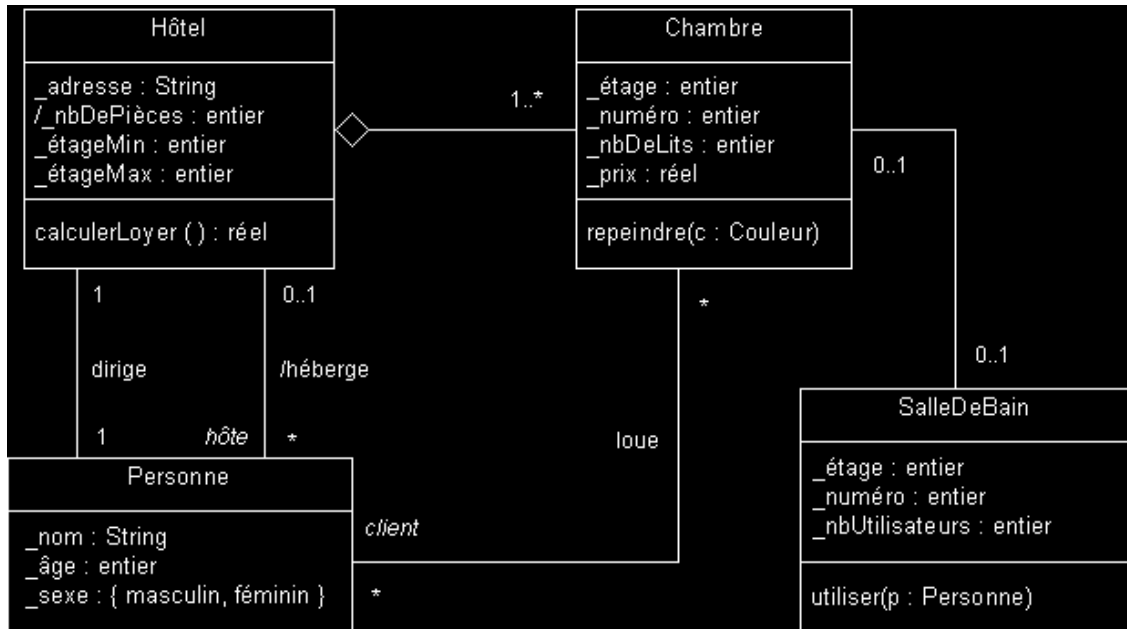 Hôtel
_adresse : String
/_nbDePièces : entier
_étageMin : entier
_étageMax : entier
calculerLoyer ( ) : réel
1..*
Chambre
_étage : entier
_numéro : entier
_nbDeLits : entier
_prix : réel
repeindre(c : Couleur)
0..1
1
0..1
*
dirige
/héberge
0..1
1
hôte
*
loue
SalleDeBain
_étage : entier
_numéro : entier
_nbUtilisateurs : entier
utiliser(p : Personne)
Personne
_nom : String
_âge : entier
_sexe : { masculin, féminin }
client
*